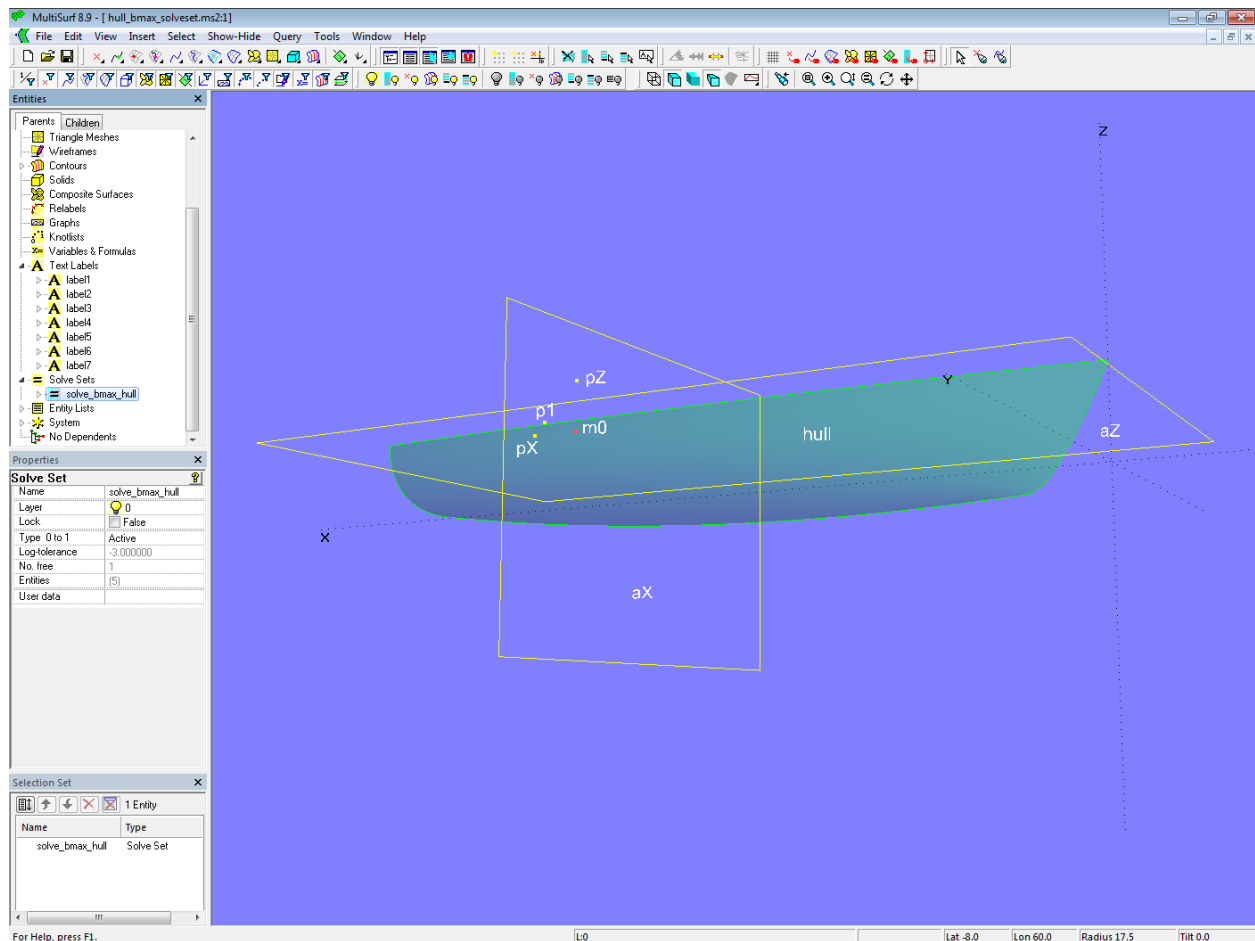 MultiSurf 8.9 - [ hull_bmax_solveset.ms2:1]
File Edit View Insert Select Show-Hide Query Tools Window Help
Entities
Parents Children
Triangle Meshes
Wireframes
Contours
Solids
Composite Surfaces
Relabels
Graphs
Knotlists
Variables & Formulas
Text Labels
label1
label2
label3
label4
label5
label6
label7
Solve Sets
solve_bmax_hull
Entity Lists
System
No Dependents
Properties
Solve Set
Name solve_bmax_hull
Layer 0
Lock False
Type 0 to 1 Active
Log-tolerance -3.000000
No. free 1
Entities (5)
User data
Selection Set
1 Entity
Name Type
solve_bmax_hull Solve Set
Z
pZ
Y
p1
m0
pX
hull
aZ
X
aX
For Help, press F1. L:0 Lat -8.0 Lon 60.0 Radius 17.5 Tilt 0.0